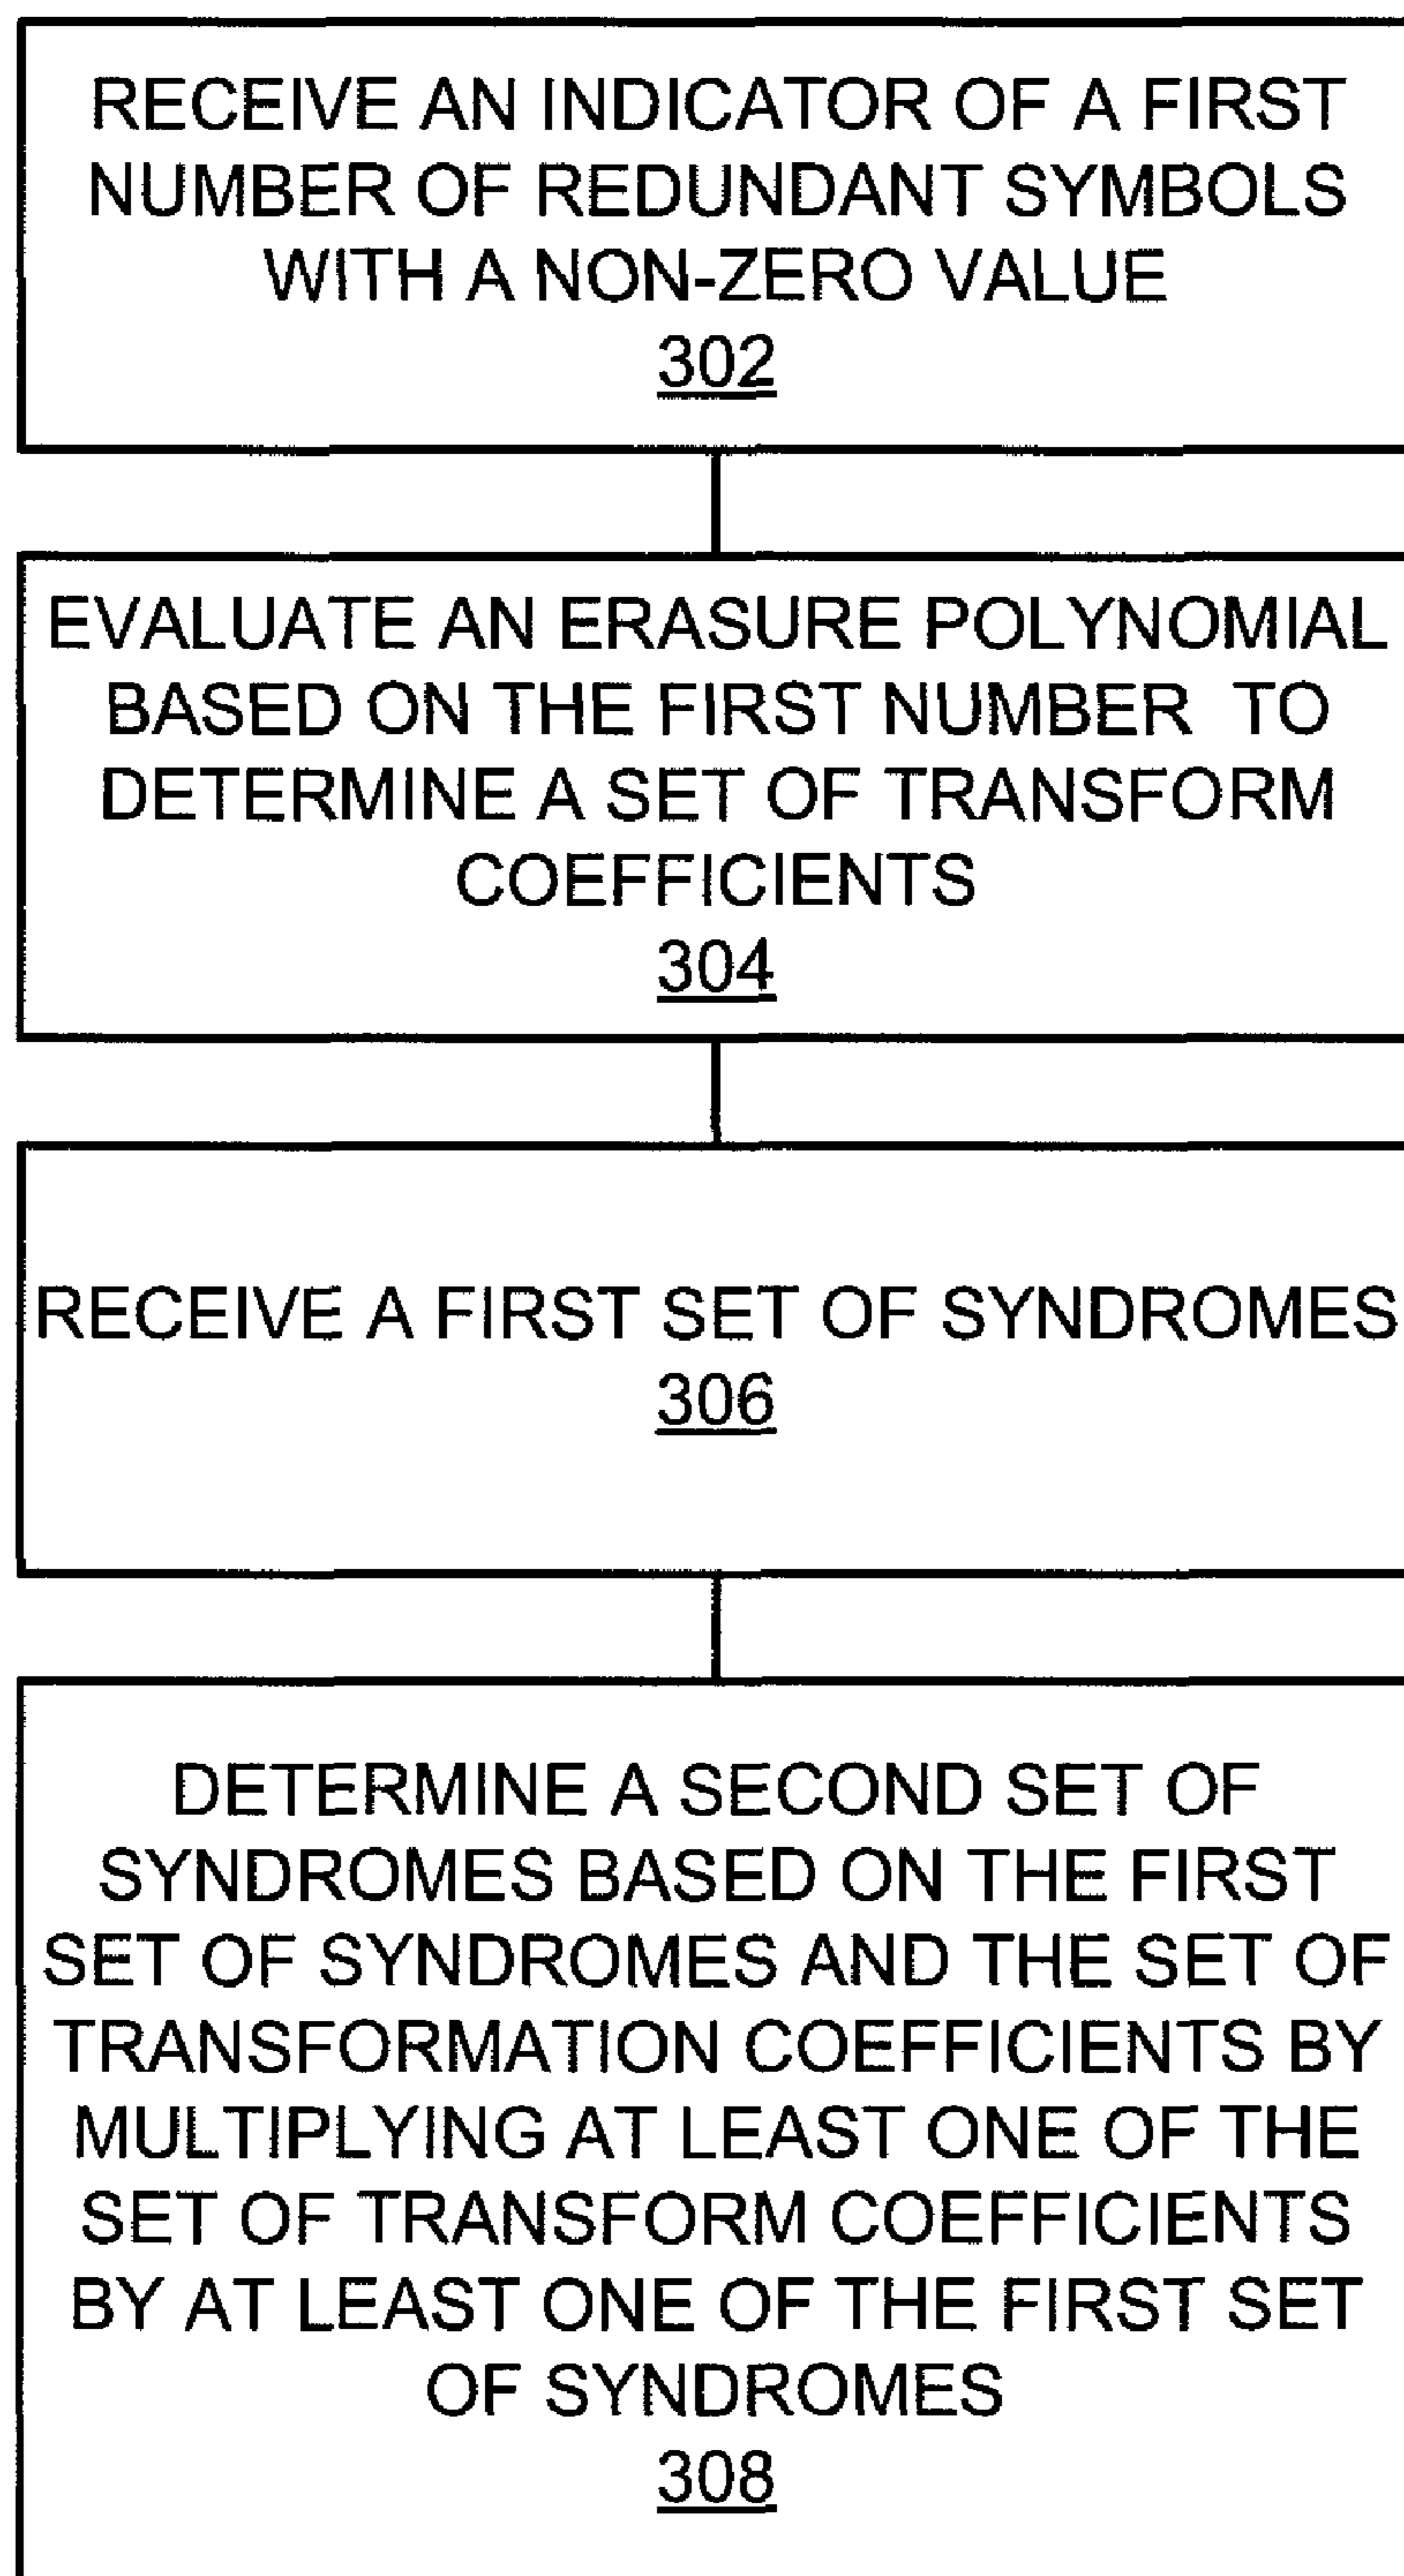 RECEIVE AN INDICATOR OF A FIRST
NUMBER OF REDUNDANT SYMBOLS
WITH A NON-ZERO VALUE
302
EVALUATE AN ERASURE POLYNOMIAL
BASED ON THE FIRST NUMBER TO
DETERMINE A SET OF TRANSFORM
COEFFICIENTS
304
RECEIVE A FIRST SET OF SYNDROMES
306
DETERMINE A SECOND SET OF
SYNDROMES BASED ON THE FIRST
SET OF SYNDROMES AND THE SET OF
TRANSFORMATION COEFFICIENTS BY
MULTIPLYING AT LEAST ONE OF THE
SET OF TRANSFORM COEFFICIENTS
BY AT LEAST ONE OF THE FIRST SET
OF SYNDROMES
308